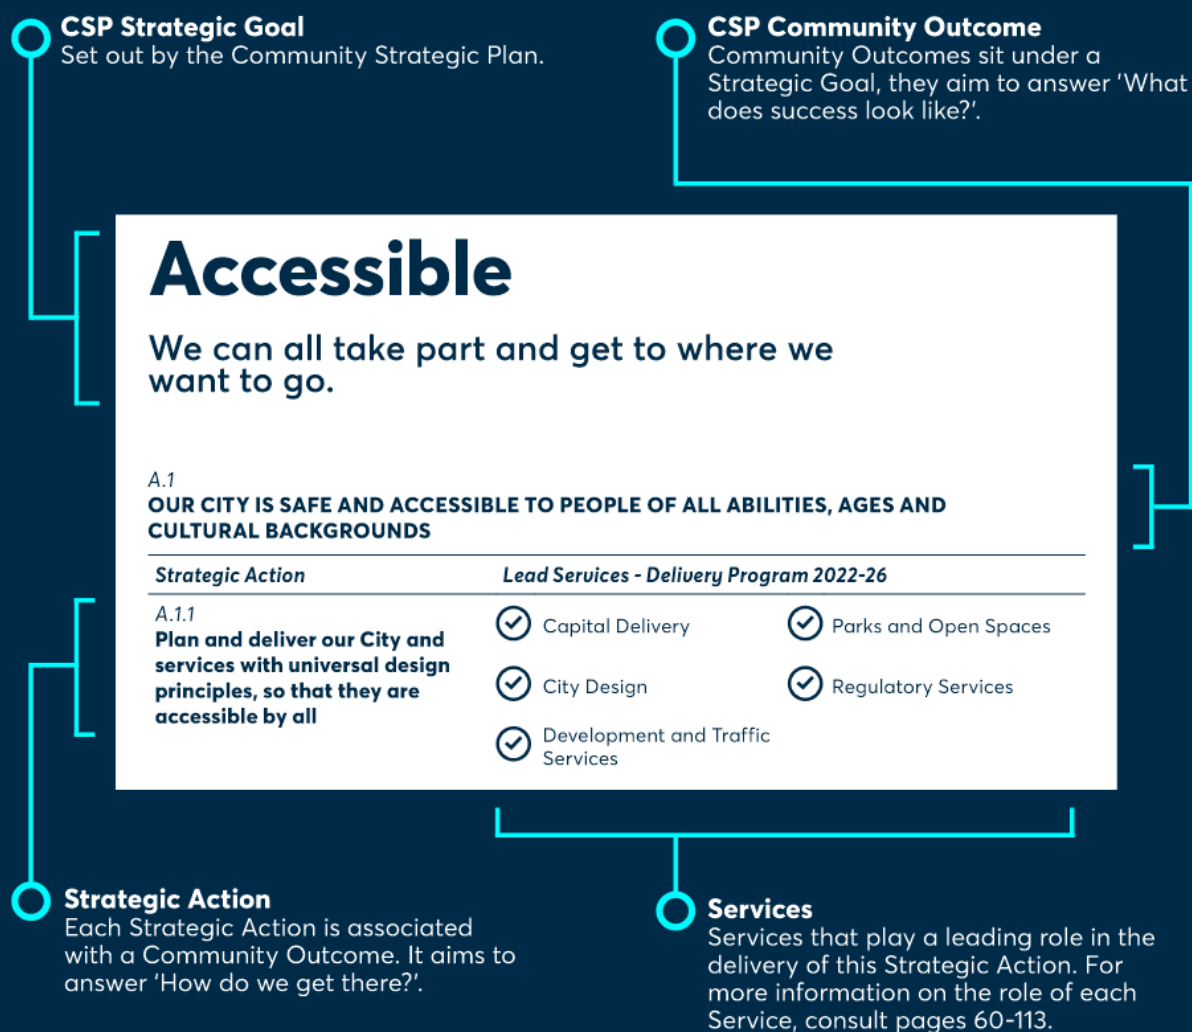 CSP Strategic Goal
Set out by the Community Strategic Plan.
CSP Community Outcome
Community Outcomes sit under a
Strategic Goal, they aim to answer ‘What
does success look like?’.
Accessible
We can all take part and get to where we
want to go.
A.1
OUR CITY IS SAFE AND ACCESSIBLE TO PEOPLE OF ALL ABILITIES, AGES AND
CULTURAL BACKGROUNDS
Strategic Action
Lead Services - Delivery Program 2022-26
A.1.1
Plan and deliver our City and
services with universal design
principles, so that they are
accessible by all
Capital Delivery
City Design
Development and Traffic
Services
Parks and Open Spaces
Regulatory Services
Strategic Action
Each Strategic Action is associated
with a Community Outcome. It aims to
answer ‘How do we get there?’.
Services
Services that play a leading role in the
delivery of this Strategic Action. For
more information on the role of each
Service, consult pages 60-113.